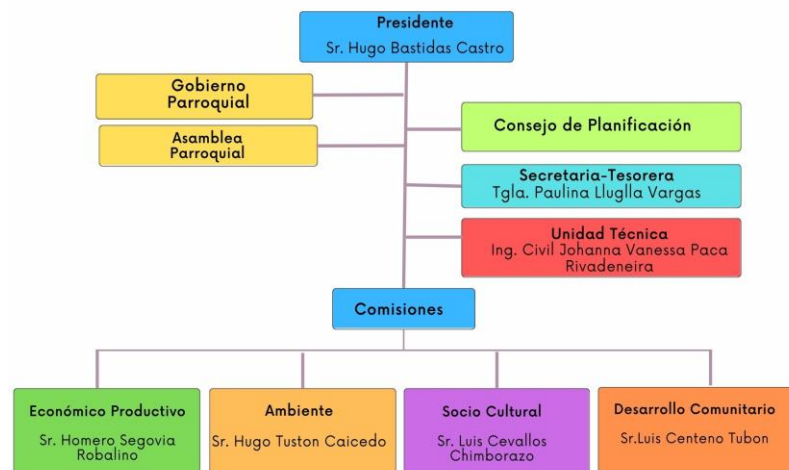 Presidente
Sr. Hugo Bastidas Castro
Gobierno
Parroquial
Asamblea
Parroquial
Consejo de Planificación
Secretaria-Tesorera
Tgla. Paulina Lluglla Vargas
Unidad Técnica
Ing. Civil Johanna Vanessa Paca
Rivadeneira
Comisiones
Económico Productivo
Sr. Homero Segovia
Robalino
Ambiente
Sr. Hugo Tuston Caicedo
Socio Cultural
Sr. Luis Cevallos
Chimborazo
Desarrollo Comunitario
Sr.Luis Centeno Tubon